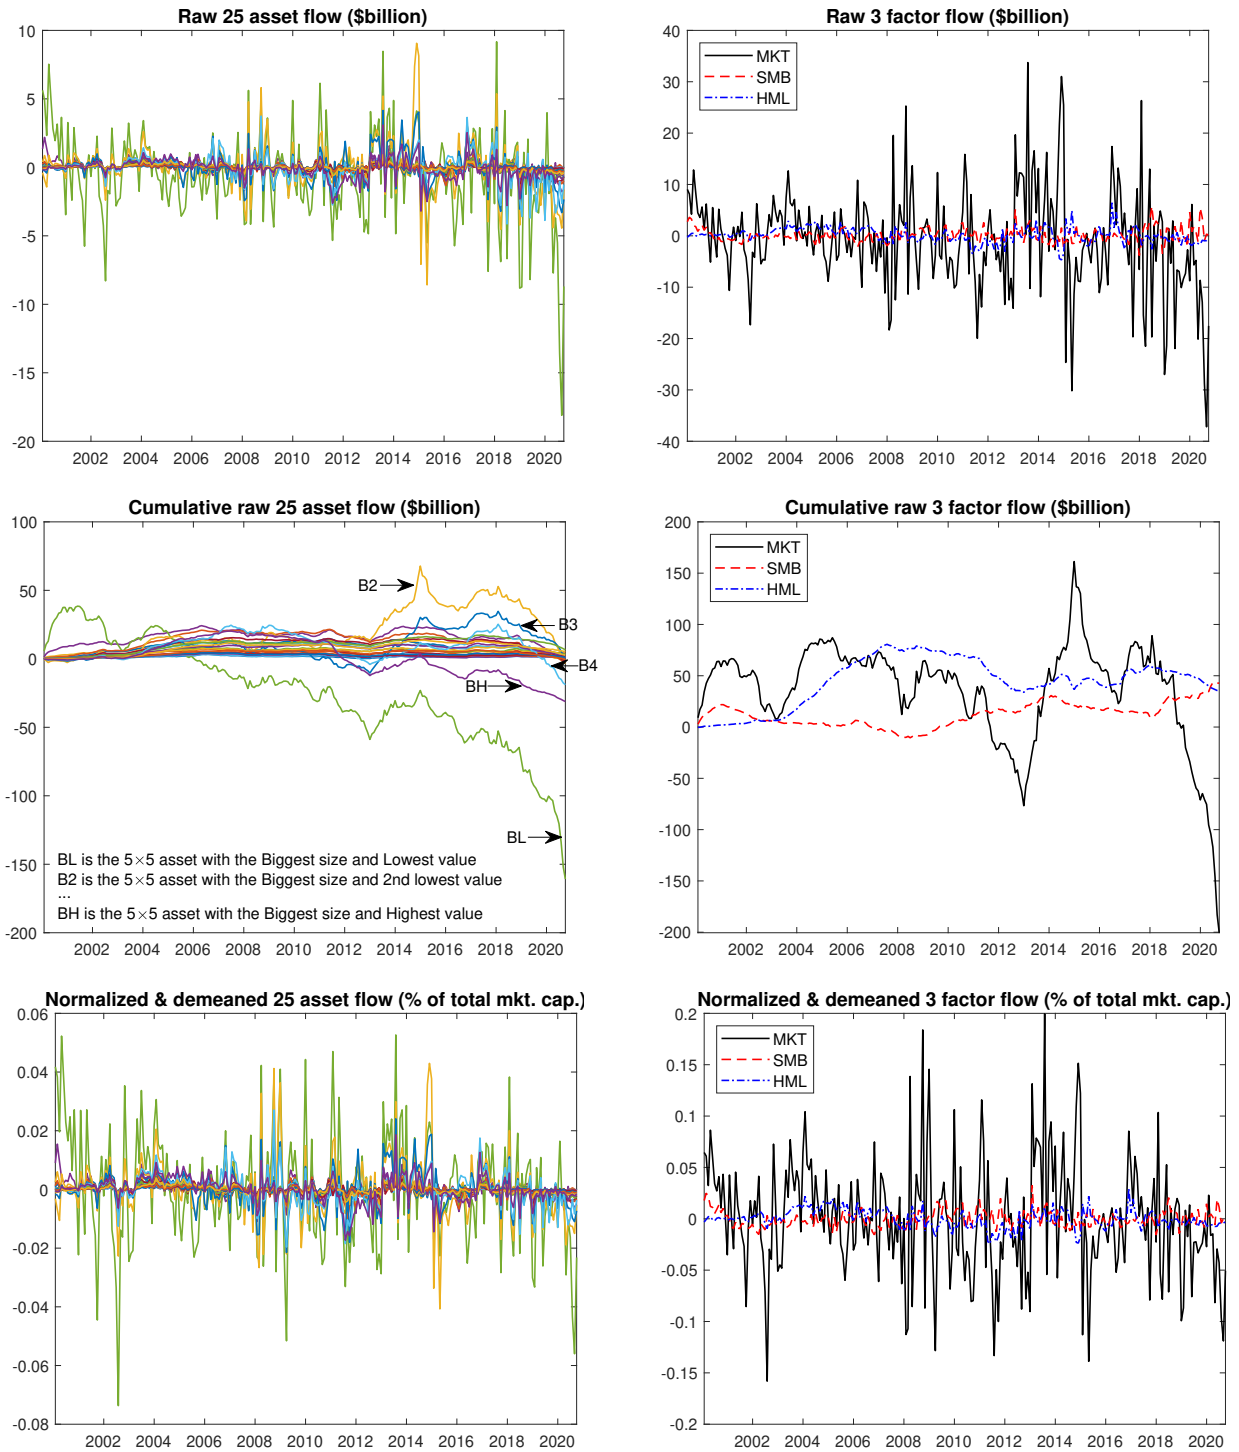 Raw 25 asset flow ($billion)
10
5
0
-5
-10
-15
-20
2002 2004 2006 2008 2010 2012 2014 2016 2018 2020
Raw 3 factor flow ($billion)
MKT
SMB
HML
40
30
20
10
0
-10
-20
-30
-40
2002 2004 2006 2008 2010 2012 2014 2016 2018 2020
Cumulative raw 25 asset flow ($billion)
100
50
0
-50
-100
-150
-200
B2
B3
B4
BH
BL
BL is the 5×5 asset with the Biggest size and Lowest value
B2 is the 5×5 asset with the Biggest size and 2nd lowest value
...
BH is the 5×5 asset with the Biggest size and Highest value
2002 2004 2006 2008 2010 2012 2014 2016 2018 2020
Cumulative raw 3 factor flow ($billion)
MKT
SMB
HML
200
150
100
50
0
-50
-100
-150
-200
2002 2004 2006 2008 2010 2012 2014 2016 2018 2020
Normalized & demeaned 25 asset flow (% of total mkt. cap.)
0.06
0.04
0.02
0
-0.02
-0.04
-0.06
-0.08
2002 2004 2006 2008 2010 2012 2014 2016 2018 2020
Normalized & demeaned 3 factor flow (% of total mkt. cap.)
MKT
SMB
HML
0.2
0.15
0.1
0.05
0
-0.05
-0.1
-0.15
-0.2
2002 2004 2006 2008 2010 2012 2014 2016 2018 2020